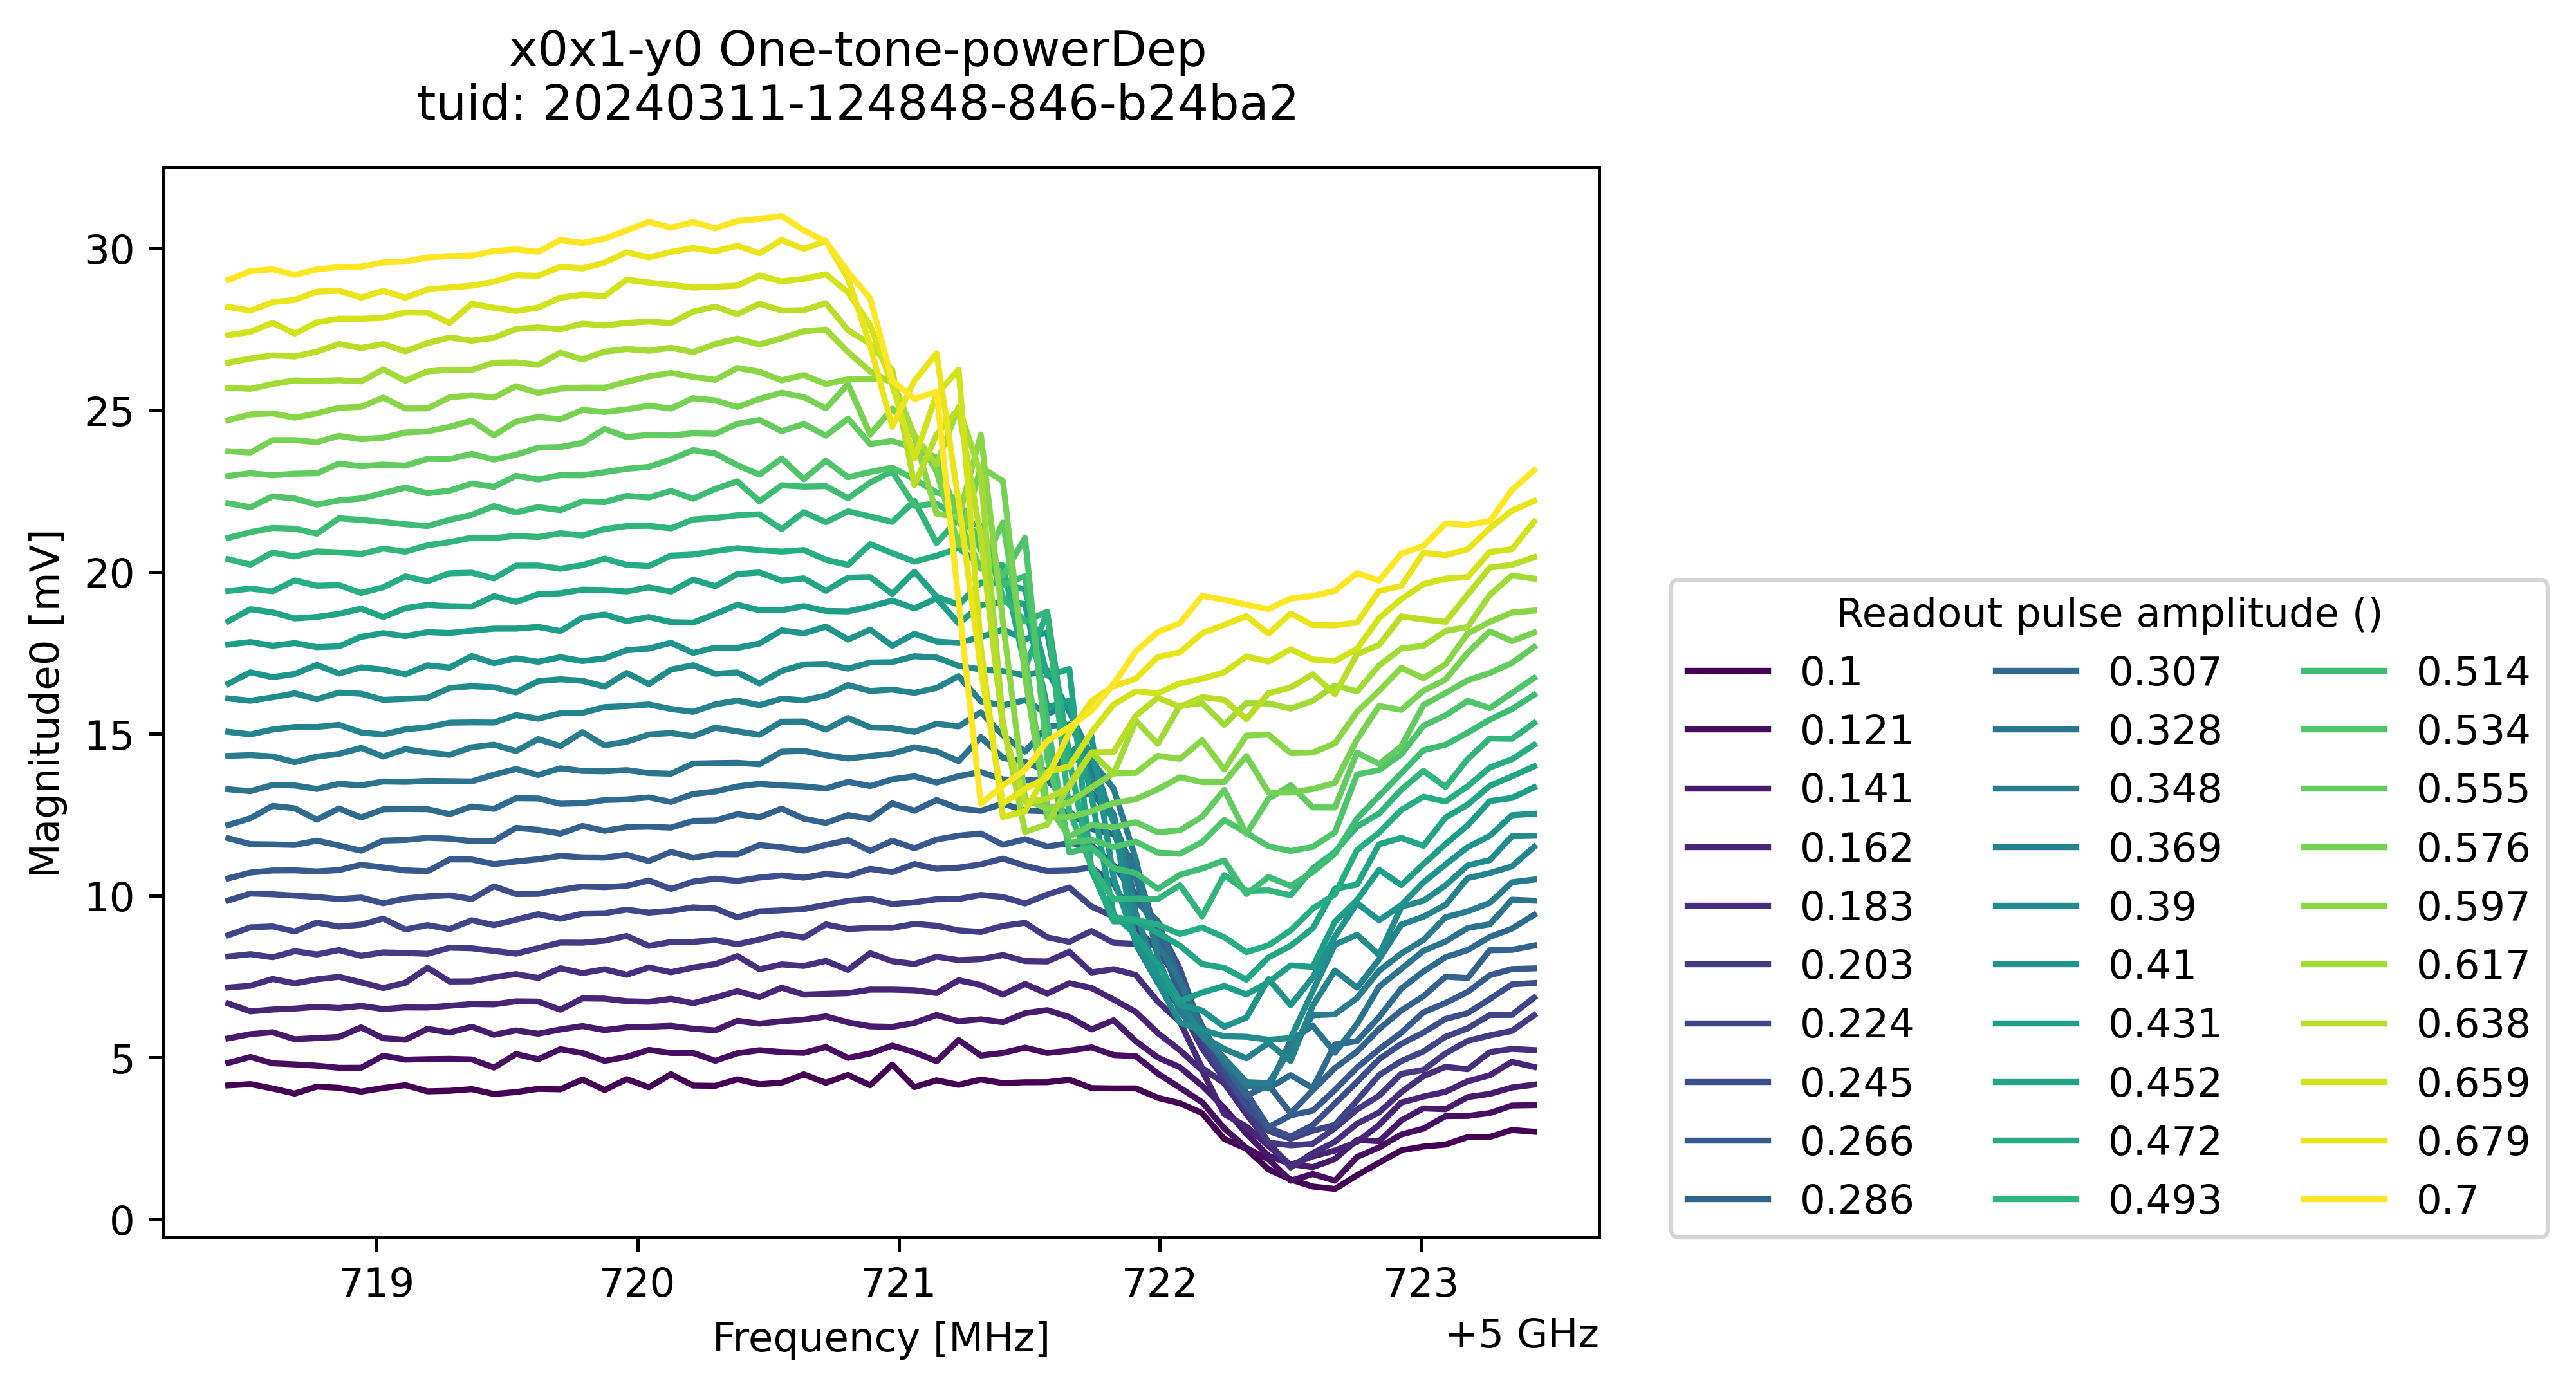 x0x1-y0 One-tone-powerDep
tuid: 20240311-124848-846-b24ba2
Magnitude0 [mV]
30
25
20
15
10
5
0
719 720 721 722 723
Frequency [MHz]
+5 GHz
Readout pulse amplitude ()
0.1 0.307 0.514
0.121 0.328 0.534
0.141 0.348 0.555
0.162 0.369 0.576
0.183 0.39 0.597
0.203 0.41 0.617
0.224 0.431 0.638
0.245 0.452 0.659
0.266 0.472 0.679
0.286 0.493 0.7